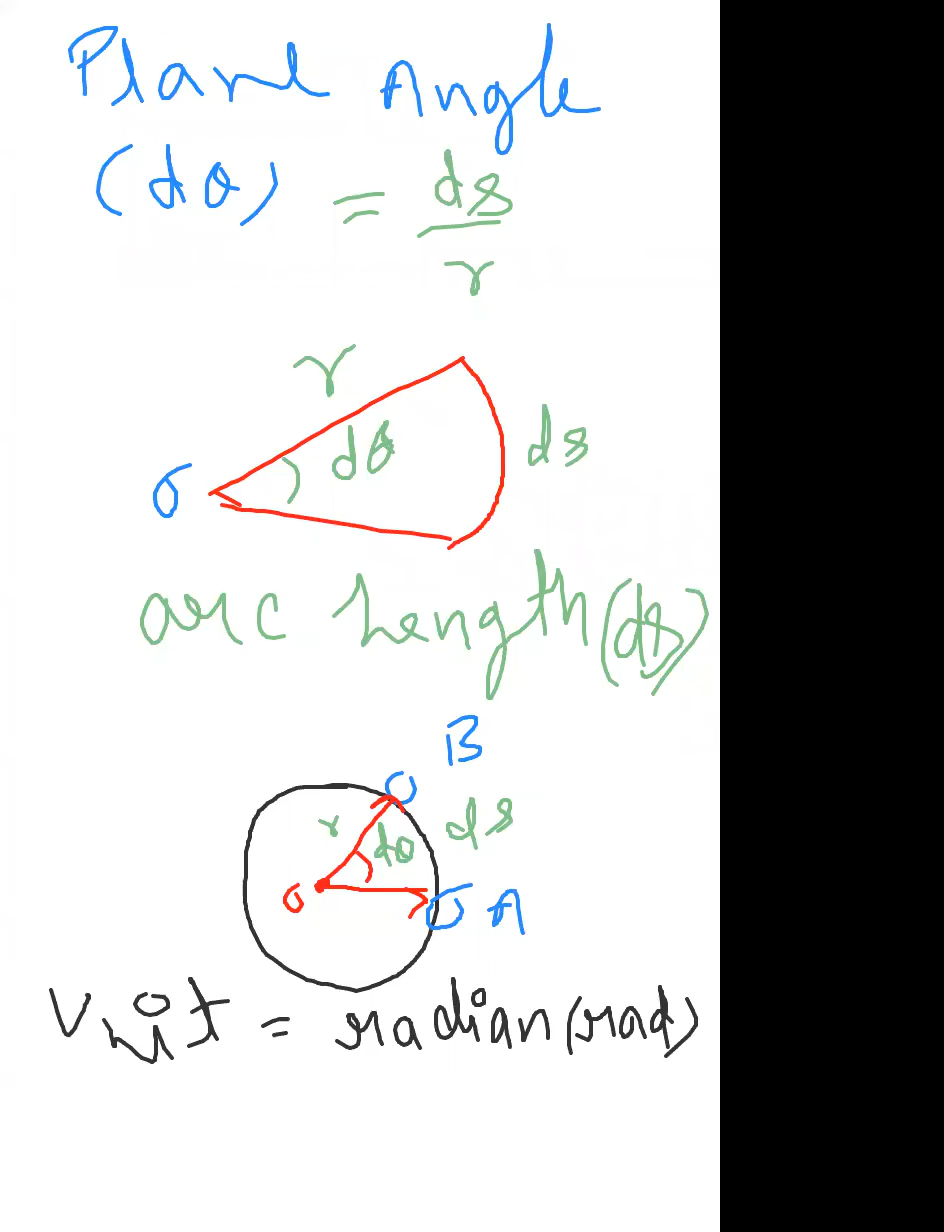 Plane Angle
(dθ) = ds/r
r
dθ
ds
O
arc length (ds)
B
r
dθ
ds
O
A
Unit = radian (rad)